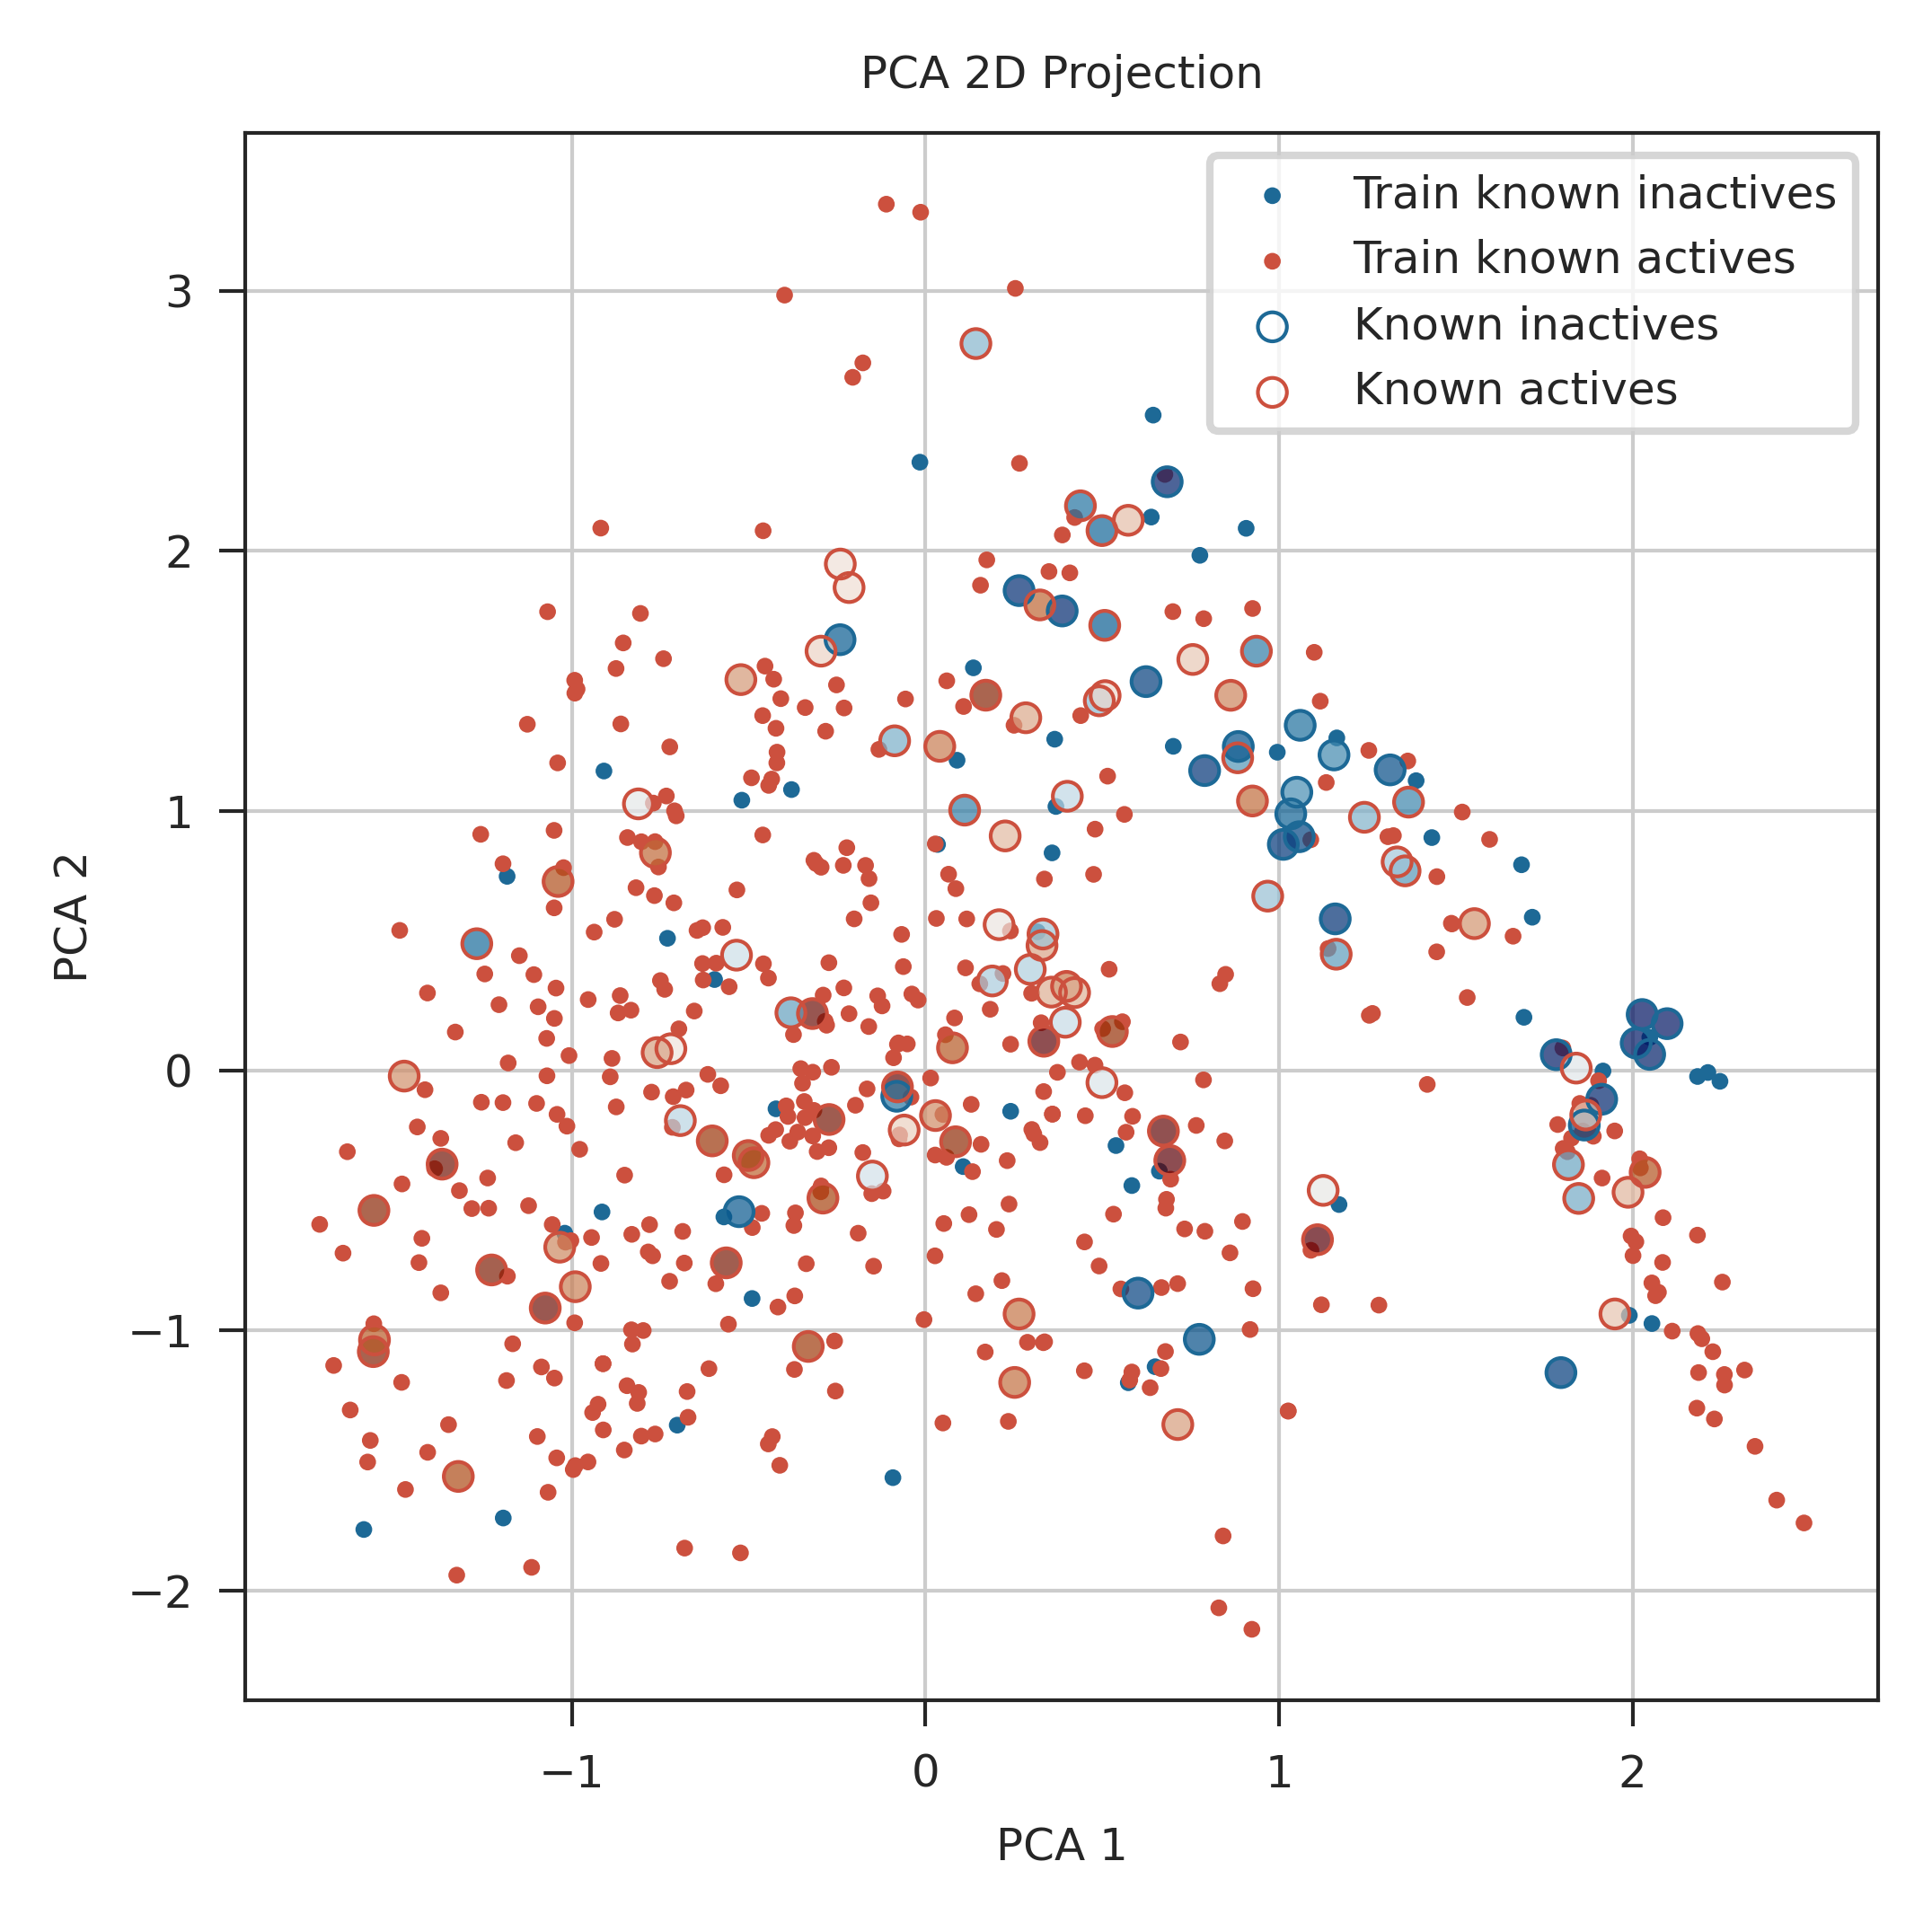 PCA 2D Projection
Train known inactives
Train known actives
Known inactives
Known actives
3
2
1
0
−1
−2
PCA 2
−1
0
1
2
PCA 1